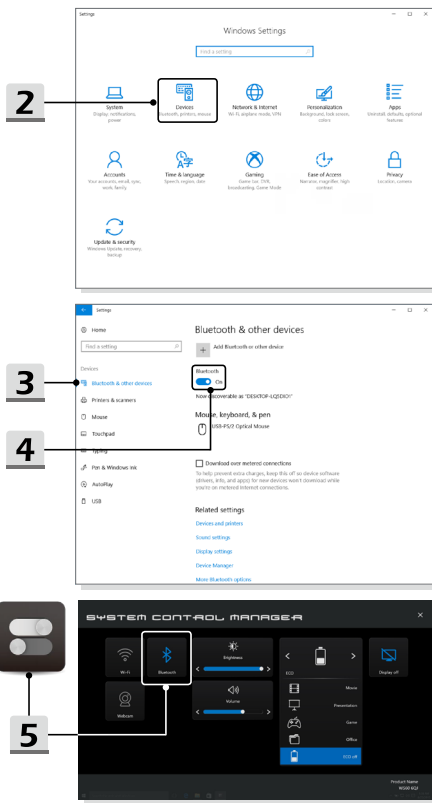 Settings
Windows Settings
Find a setting
2
System
Display, notifications, power
Devices
Bluetooth, printers, mouse
Network & Internet
Wi-Fi, airplane mode, VPN
Personalization
Background, lock screen, colors
Apps
Uninstall, defaults, optional features
Accounts
Your accounts, email, sync, work, family
Time & language
Speech, region, date
Gaming
Game bar, DVR, broadcasting, Game Mode
Ease of Access
Narrator, magnifier, high contrast
Privacy
Location, camera
Update & security
Windows Update, recovery, backup
Settings
Home
Find a setting
Devices
3
Bluetooth & other devices
Printers & scanners
Mouse
Touchpad
4
Typing
Pen & Windows Ink
AutoPlay
USB
Bluetooth & other devices
Add Bluetooth or other device
Bluetooth
On
Now discoverable as
Mouse, keyboard, & pen
USB-PS/2 Optical Mouse
Download over metered connections
To help prevent extra charges, keep this off so device software
(drivers, info, and apps) for new devices won't download while
you're on metered Internet connections.
Related settings
Devices and printers
Sound settings
Display settings
Device Manager
More Bluetooth options
5
SYSTEM CONTROL MANAGER
Wi-Fi
Bluetooth
Brightness
ECO
Display off
Webcam
Volume
Mouse
Presentation
Game
Office
ECO off
Product Name